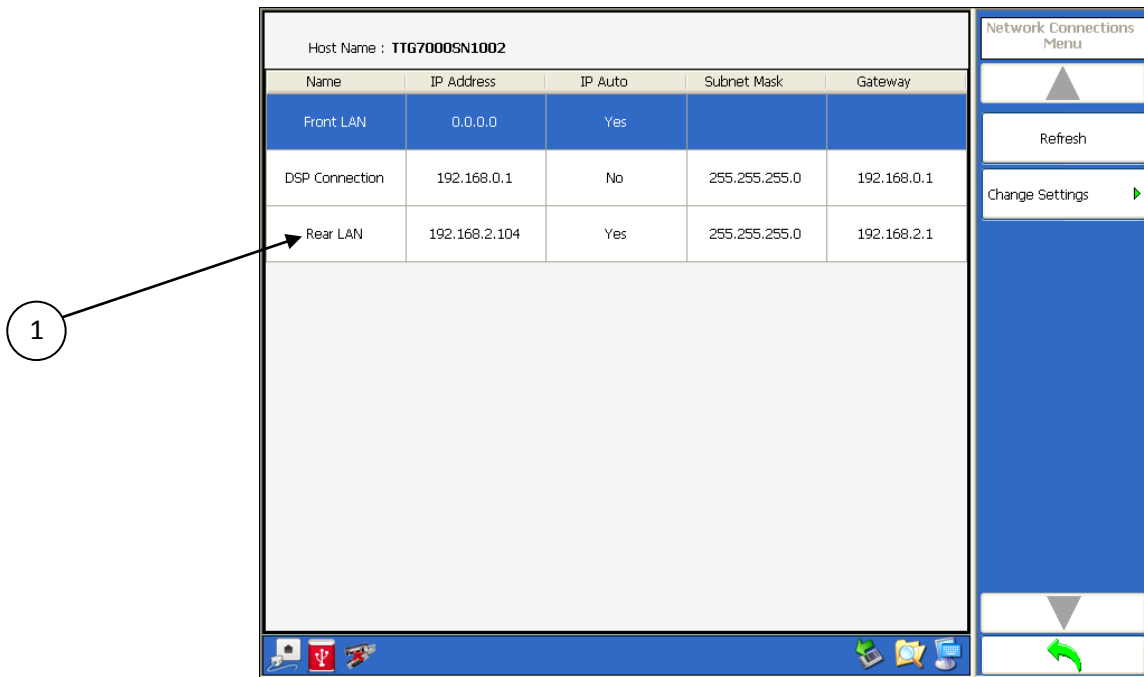 Host Name : TTG7000SN1002
Name IP Address IP Auto Subnet Mask Gateway
Front LAN 0.0.0.0 Yes
DSP Connection 192.168.0.1 No 255.255.255.0 192.168.0.1
Rear LAN 192.168.2.104 Yes 255.255.255.0 192.168.2.1
1
Network Connections
Menu
Refresh
Change Settings